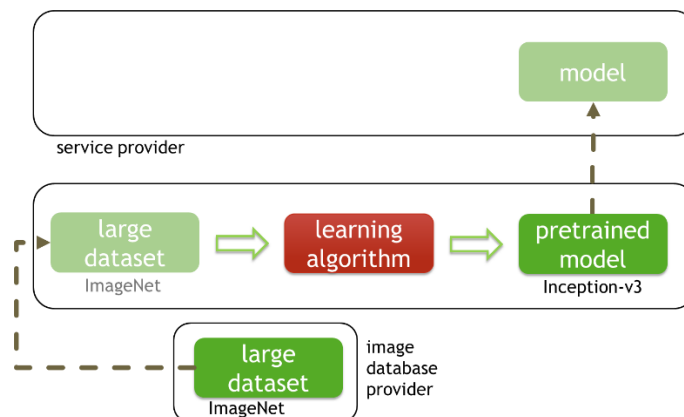 model
service provider
large
dataset
ImageNet
learning
algorithm
pretrained
model
Inception-v3
large
dataset
ImageNet
image
database
provider